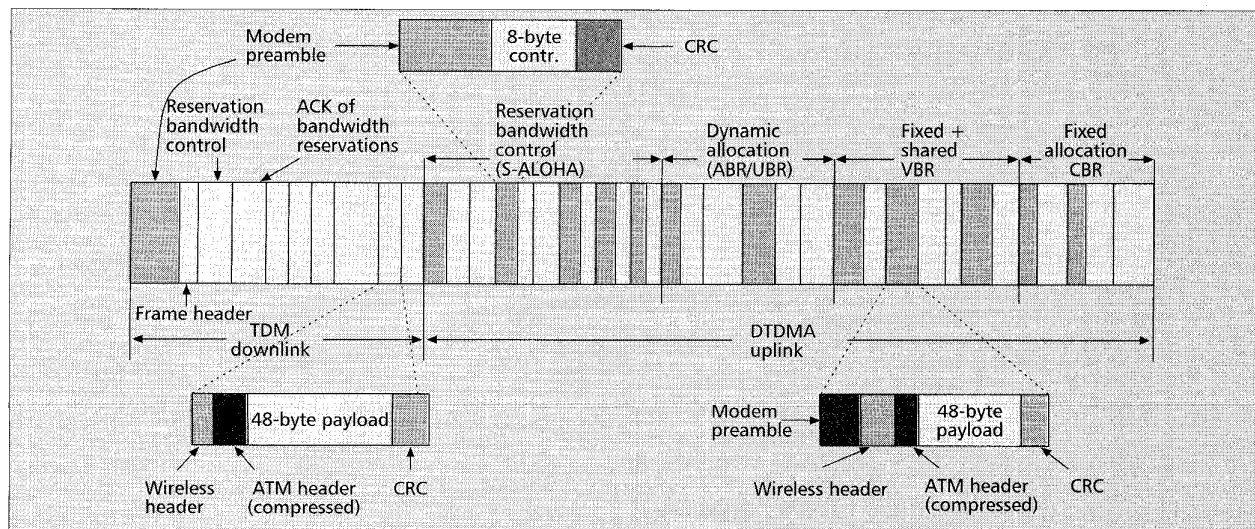 Modem
preamble
8-byte
contr.
CRC
Reservation
bandwidth
control
ACK of
bandwidth
reservations
Reservation
bandwidth
control
(S-ALOHA)
Dynamic
allocation
(ABR/UBR)
Fixed +
shared
VBR
Fixed
allocation
CBR
Frame header
TDM
downlink
DTDMA
uplink
48-byte payload
Wireless
header
ATM header
(compressed)
CRC
Modem
preamble
48-byte
payload
Wireless header
ATM header
(compressed)
CRC